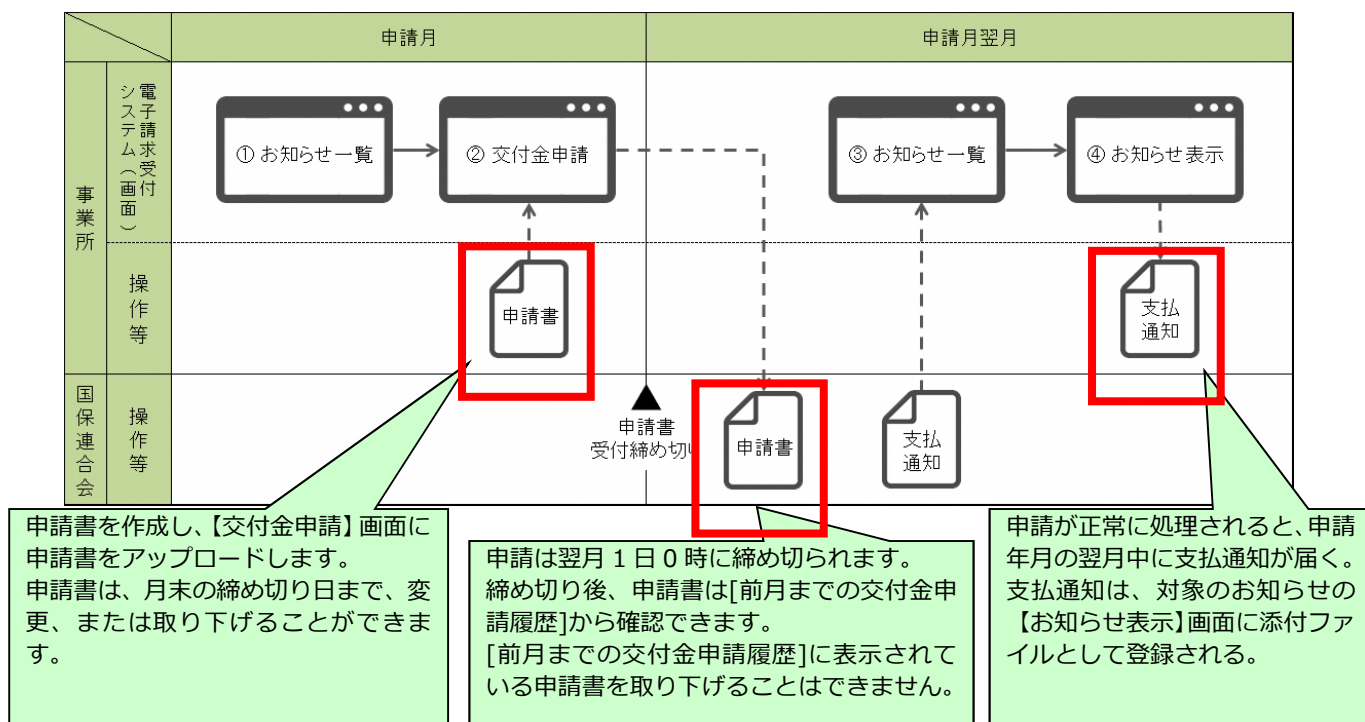 申請月
申請月翌月
事業所
電子請求受付
システム(画面)
① お知らせ一覧
② 交付金申請
③ お知らせ一覧
④ お知らせ表示
操作等
申請書
支払
通知
国保連合会
操作等
申請書
受付締め切り
申請書
支払
通知
申請書を作成し、【交付金申請】画面に
申請書をアップロードします。
申請書は、月末の締め切り日まで、変
更、または取り下げることができま
す。
申請は翌月1日0時に締め切られます。
締め切り後、申請書は[前月までの交付金申
請履歴]から確認できます。
[前月までの交付金申請履歴]に表示されて
いる申請書を取り下げることはできません。
申請が正常に処理されると、申請
年月の翌月中に支払通知が届く。
支払通知は、対象のお知らせの
【お知らせ表示】画面に添付ファ
イルとして登録される。